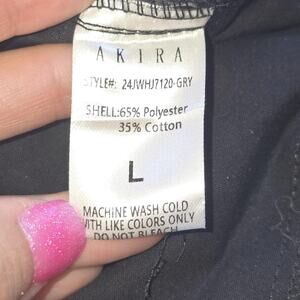 AKIRA
STYLE#: 24JWHJ7120-GRY
SHELL:65% Polyester
35% Cotton
L
MACHINE WASH COLD
WITH LIKE COLORS ONLY
DO NOT BLEACH